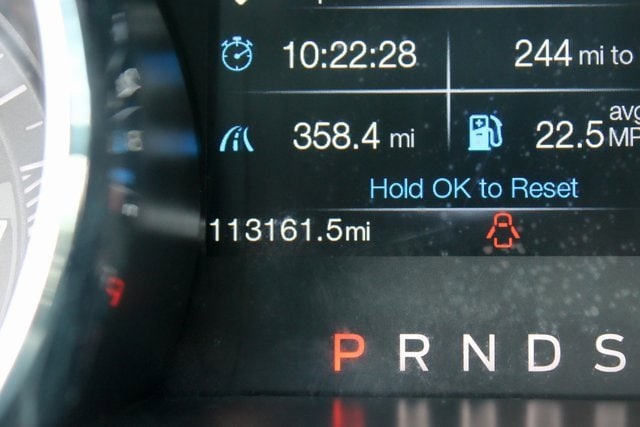 10:22:28 244 mi to
358.4 mi 22.5 avg MP
Hold OK to Reset
113161.5mi
P R N D S